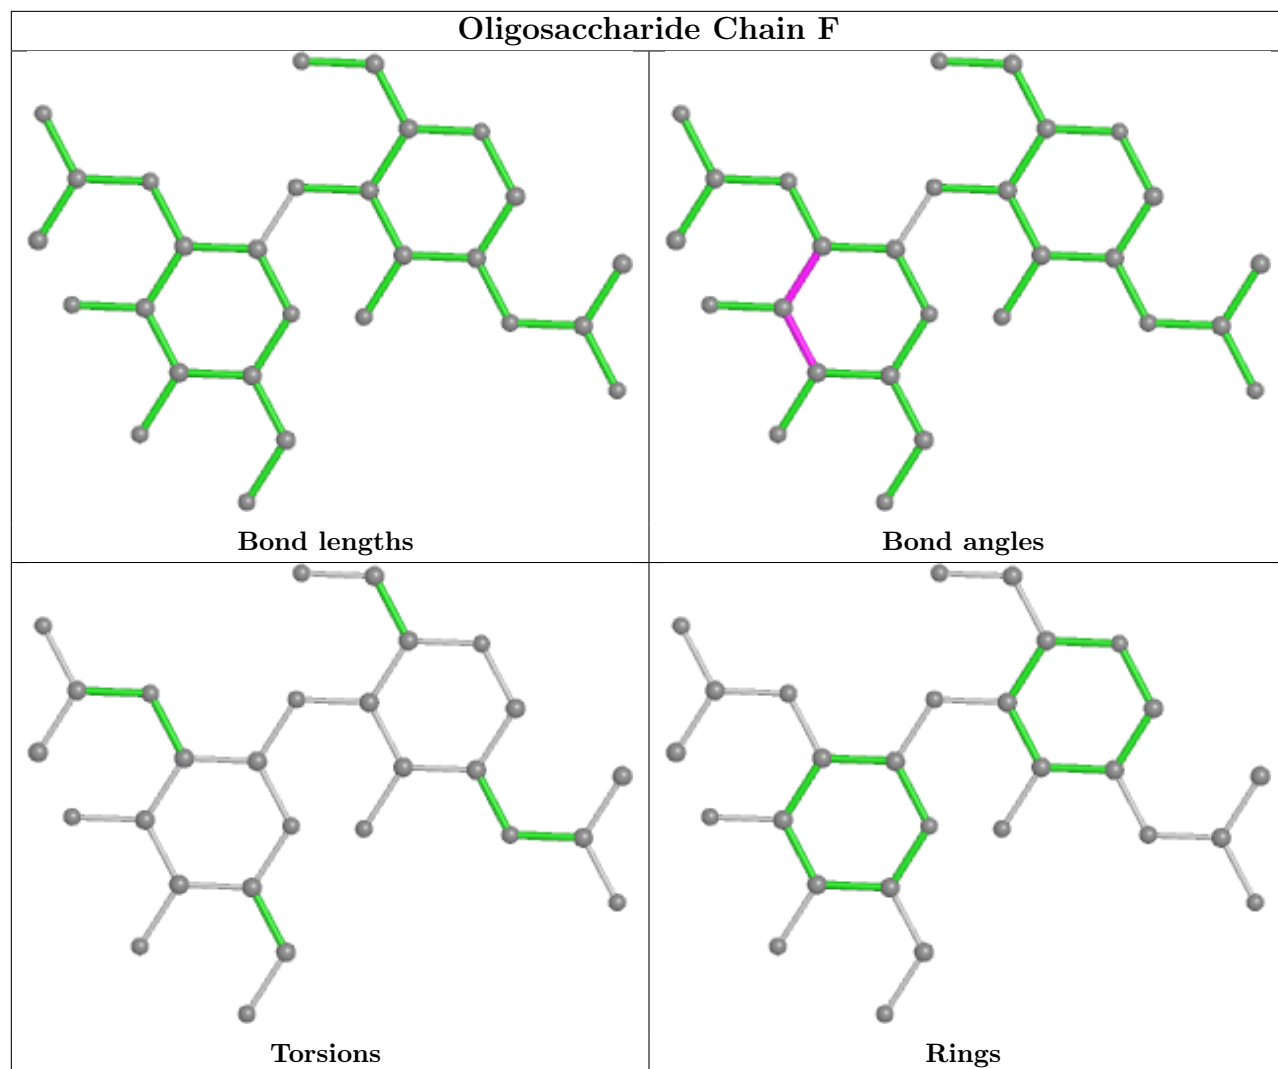 Oligosaccharide Chain F
Bond lengths
Bond angles
Torsions
Rings